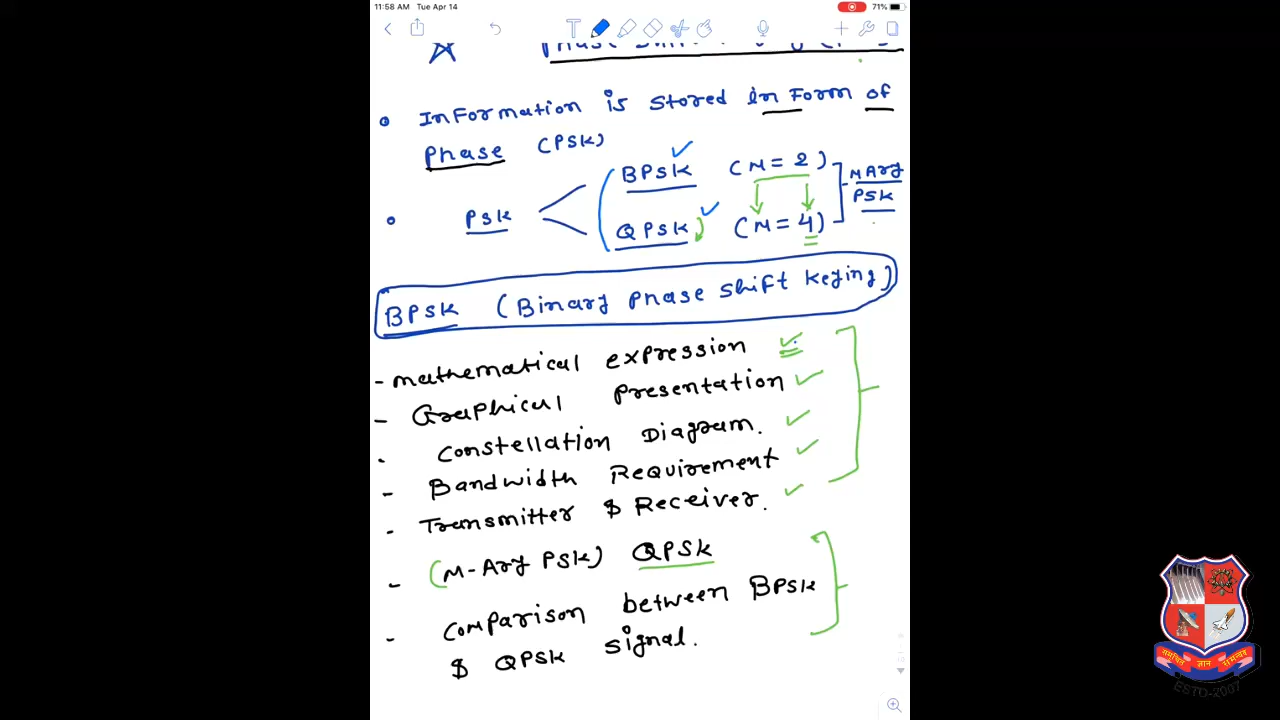 11:58 AM Tue Apr 14
71%
T
• Information is stored in Form of
Phase (PSK)
• PSK
BPSK (M = 2)
QPSK (M = 4)
MAry
PSK
BPSK (Binary Phase Shift Keying)
- mathematical expression
- Graphical Presentation
. Constellation Diagram.
- Bandwidth Requirement
- Transmitter & Receiver.
- (M-Ary PSK) QPSK
- Comparison between BPSK
& QPSK signal.
ESTD-2007